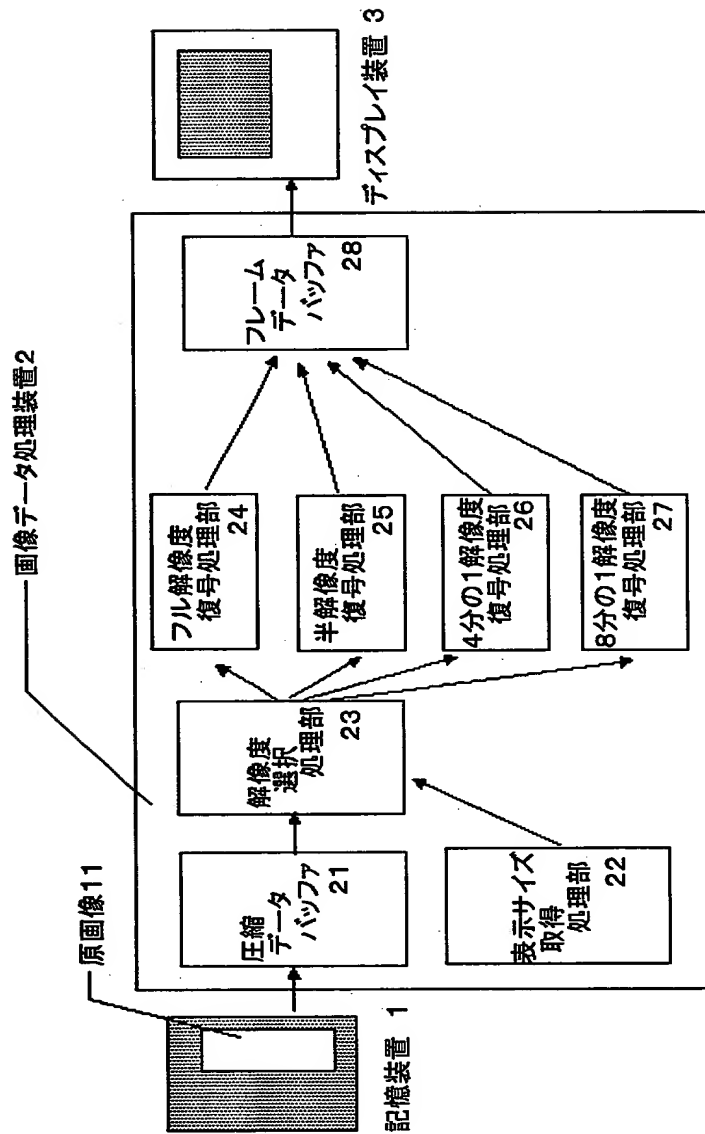 画像データ処理装置2
原画像11
記憶装置 1
圧縮
データ
バッファ
21
表示サイズ
取得
処理部
22
解像度
選択
処理部
23
フル解像度
復号処理部
24
半解像度
復号処理部
25
4分の1解像度
復号処理部
26
8分の1解像度
復号処理部
27
フレーム
データ
バッファ
28
ディスプレイ装置 3